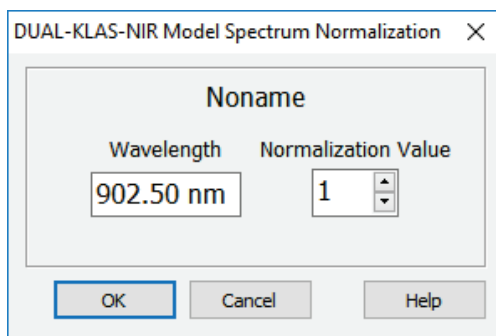 DUAL-KLAS-NIR Model Spectrum Normalization
Noname
Wavelength Normalization Value
902.50 nm 1
OK Cancel Help